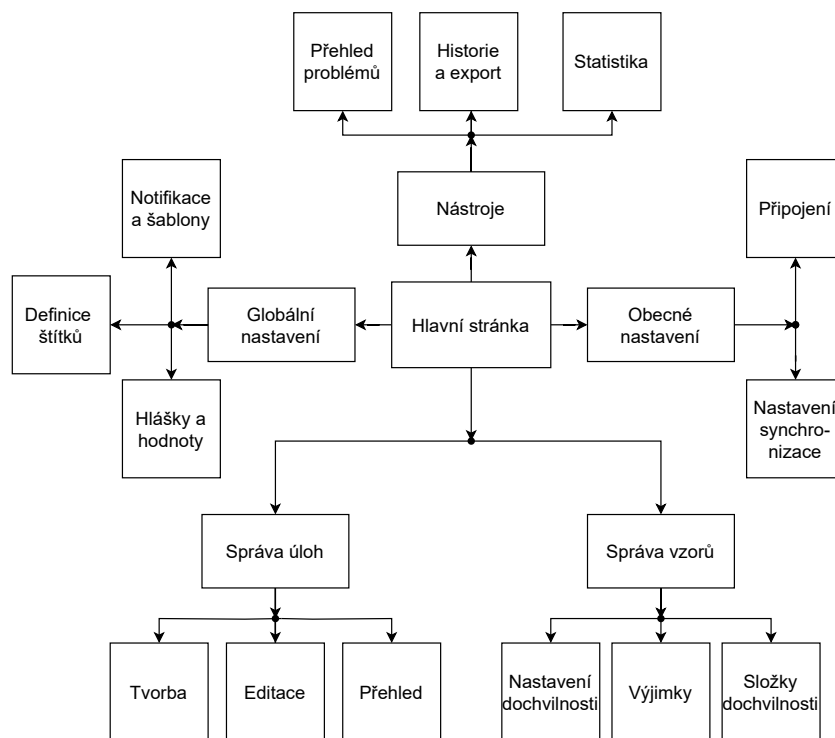 Přehled
problémů
Historie
a export
Statistika
Notifikace
a šablony
Nástroje
Připojení
Definice
štítků
Globální
nastavení
Hlavní stránka
Obecné
nastavení
Hlášky a
hodnoty
Nastavení
synchro-
nizace
Správa úloh
Správa vzorů
Tvorba
Editace
Přehled
Nastavení
dochvilnosti
Výjimky
Složky
dochvilnosti